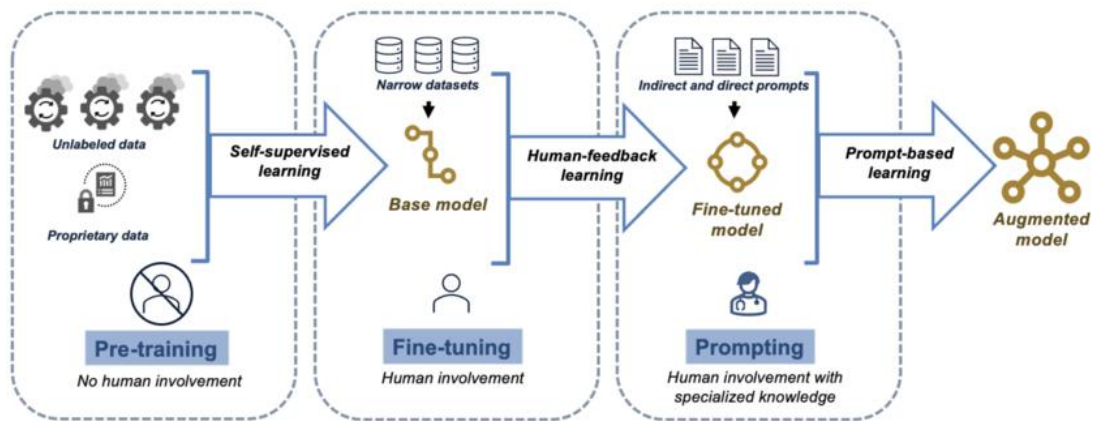 Unlabeled data
Proprietary data
Pre-training
No human involvement
Self-supervised
learning
Narrow datasets
Base model
Fine-tuning
Human involvement
Human-feedback
learning
Indirect and direct prompts
Fine-tuned
model
Prompting
Human involvement with
specialized knowledge
Prompt-based
learning
Augmented
model